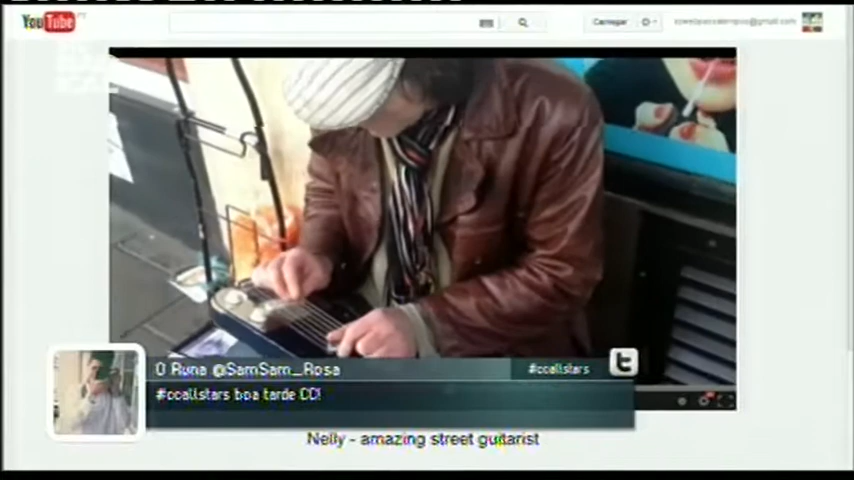 YouTube
Carregar
O Runa @SamSam_Rosa
#ccallstars
#ccallstars boa tarde CC!
Nelly - amazing street guitarist